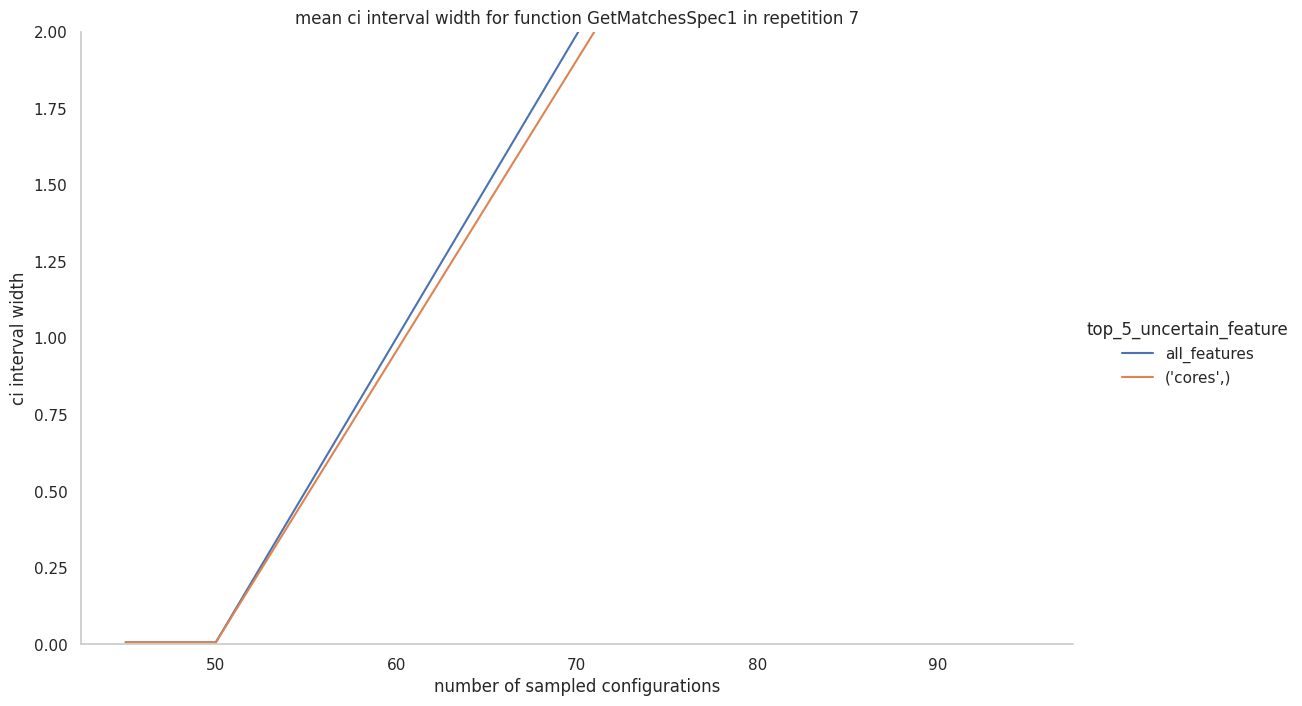 mean ci interval width for function GetMatchesSpec1 in repetition 7
2.00
1.75
1.50
1.25
1.00
0.75
0.50
0.25
0.00
ci interval width
50 60 70 80 90
number of sampled configurations
top_5_uncertain_feature
all_features
('cores',)